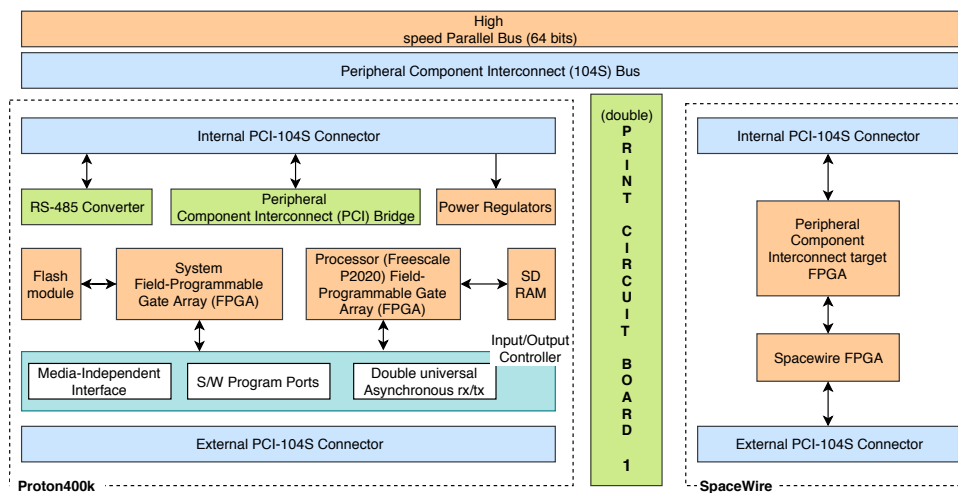 High
speed Parallel Bus (64 bits)
Peripheral Component Interconnect (104S) Bus
Internal PCI-104S Connector
RS-485 Converter
Peripheral
Component Interconnect (PCI) Bridge
Power Regulators
Flash
module
System
Field-Programmable
Gate Array (FPGA)
Processor (Freescale
P2020) Field-
Programmable Gate
Array (FPGA)
SD
RAM
Input/Output
Controller
Media-Independent
Interface
S/W Program Ports
Double universal
Asynchronous rx/tx
External PCI-104S Connector
Proton400k
(double)
P
R
I
N
T
C
I
R
C
U
I
T
B
O
A
R
D
1
Internal PCI-104S Connector
Peripheral
Component
Interconnect target
FPGA
Spacewire FPGA
External PCI-104S Connector
SpaceWire